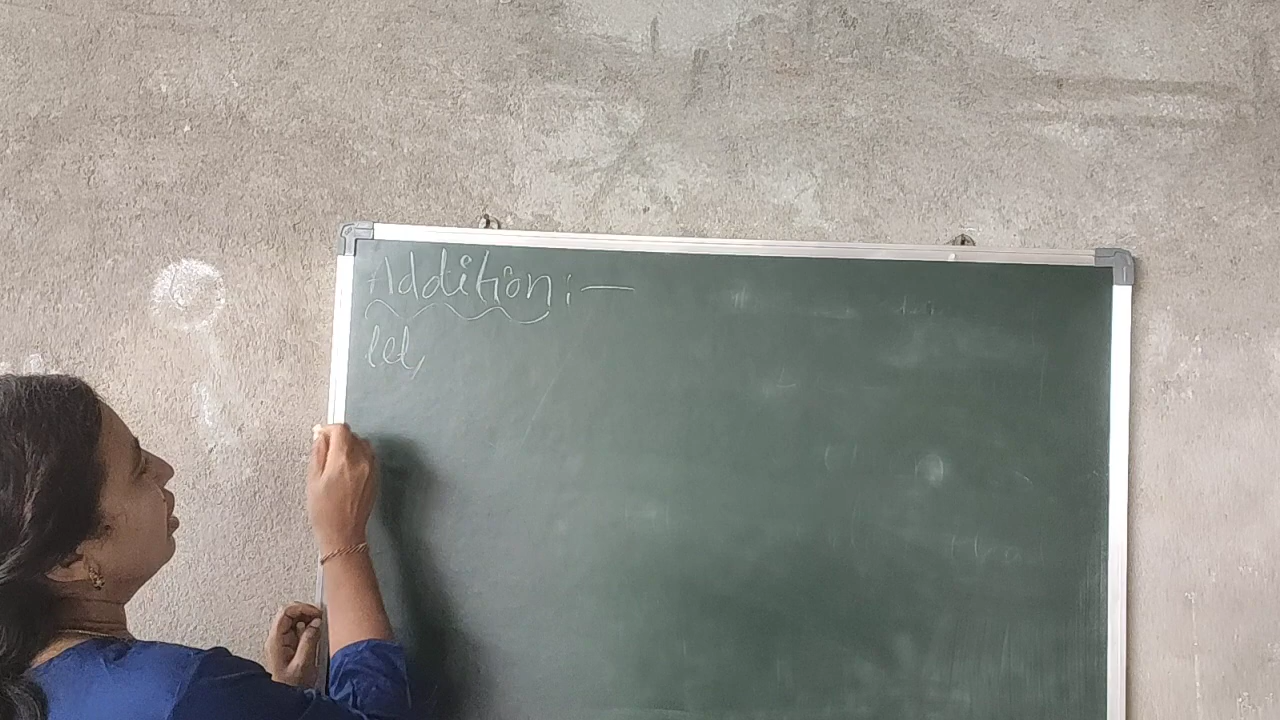 Addition :—
let,